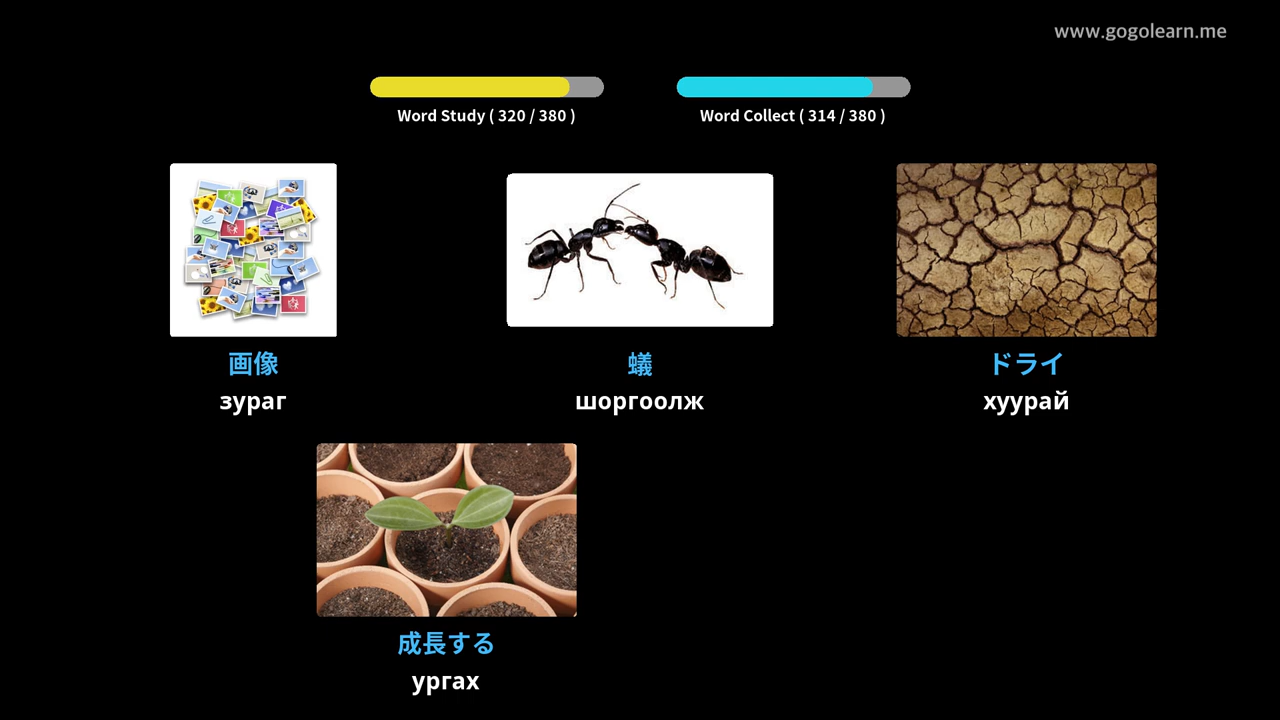 www.gogolearn.me
Word Study ( 320 / 380 )
Word Collect ( 314 / 380 )
画像
зураг
蟻
шоргоолж
ドライ
хуурай
成長する
ургах